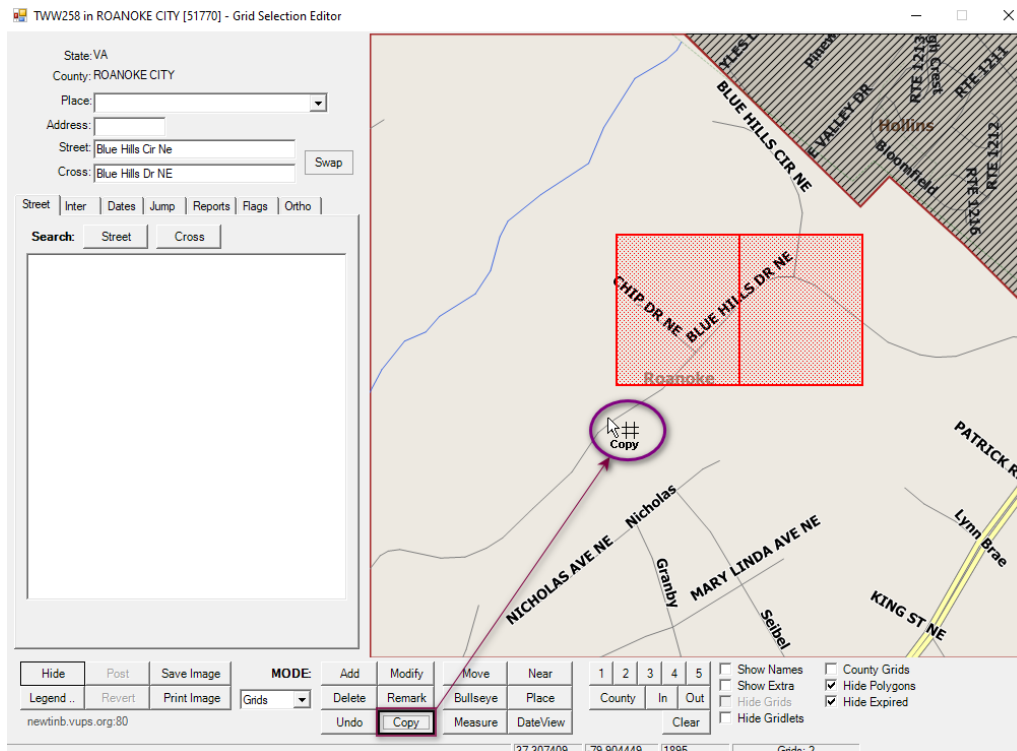 TWW258 in ROANOKE CITY [51770] - Grid Selection Editor
State: VA
County: ROANOKE CITY
Place:
Address:
Street: Blue Hills Cir Ne
Cross: Blue Hills Dr NE
Swap
Street Inter Dates Jump Reports Flags Ortho
Search: Street Cross
BLUE HILLS CIR NE
E VALLEY DR
RTE 1213
gh Crest
RTE 1211
Hollins
Bloomfield
RTE 1212
RTE 1216
CHIP DR NE
BLUE HILLS DR NE
Roanoke
Copy
PATRICK R
Nicholas
NICHOLAS AVE NE
Granby
MARY LINDA AVE NE
Seibel
Lynn Brae
KING ST NE
Hide Post Save Image MODE: Add Modify Move Near 1 2 3 4 5 Show Names County Grids
Legend .. Revert Print Image Grids Delete Remark Bullseye Place County In Out Show Extra Hide Polygons
Hide Grids Hide Expired
newtinb.vups.org:80 Undo Copy Measure DateView Clear Hide Gridlets
37.307409 79.904449 1895 Grids: 2